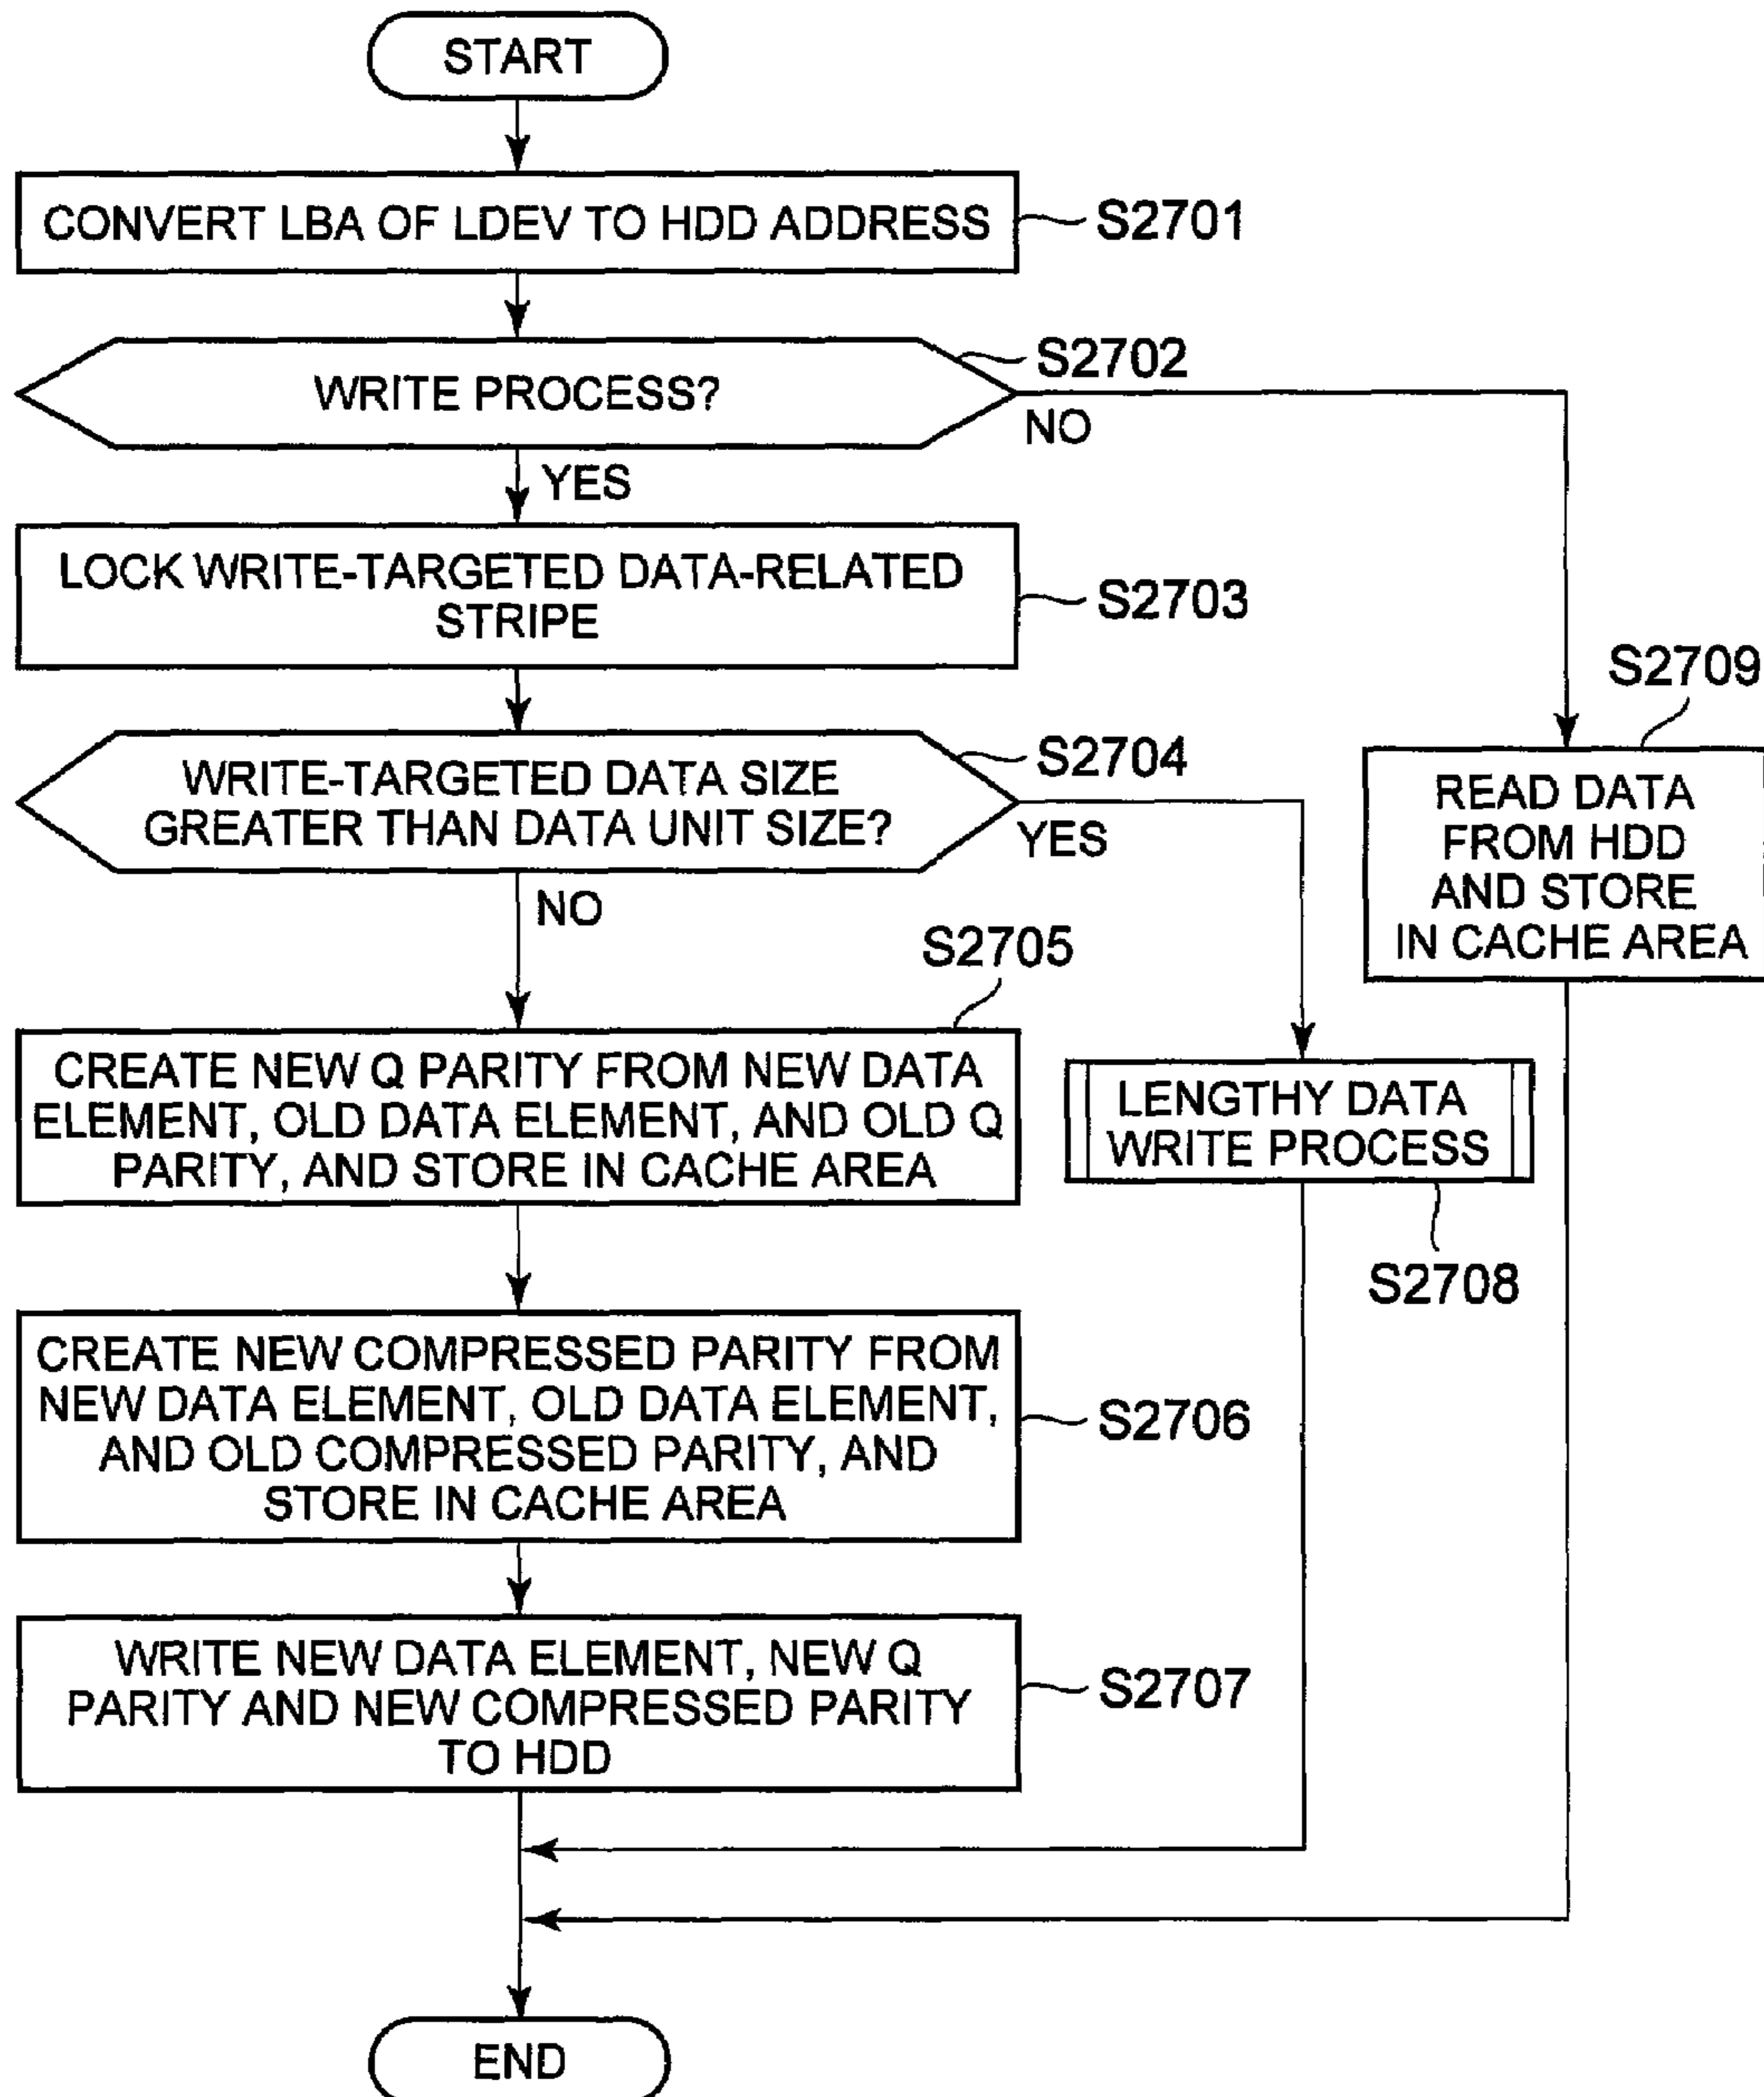 START
CONVERT LBA OF LDEV TO HDD ADDRESS
S2701
WRITE PROCESS?
S2702
NO
YES
LOCK WRITE-TARGETED DATA-RELATED
STRIPE
S2703
WRITE-TARGETED DATA SIZE
GREATER THAN DATA UNIT SIZE?
S2704
YES
NO
S2709
READ DATA
FROM HDD
AND STORE
IN CACHE AREA
S2705
CREATE NEW Q PARITY FROM NEW DATA
ELEMENT, OLD DATA ELEMENT, AND OLD Q
PARITY, AND STORE IN CACHE AREA
LENGTHY DATA
WRITE PROCESS
S2708
CREATE NEW COMPRESSED PARITY FROM
NEW DATA ELEMENT, OLD DATA ELEMENT,
AND OLD COMPRESSED PARITY, AND
STORE IN CACHE AREA
S2706
WRITE NEW DATA ELEMENT, NEW Q
PARITY AND NEW COMPRESSED PARITY
TO HDD
S2707
END